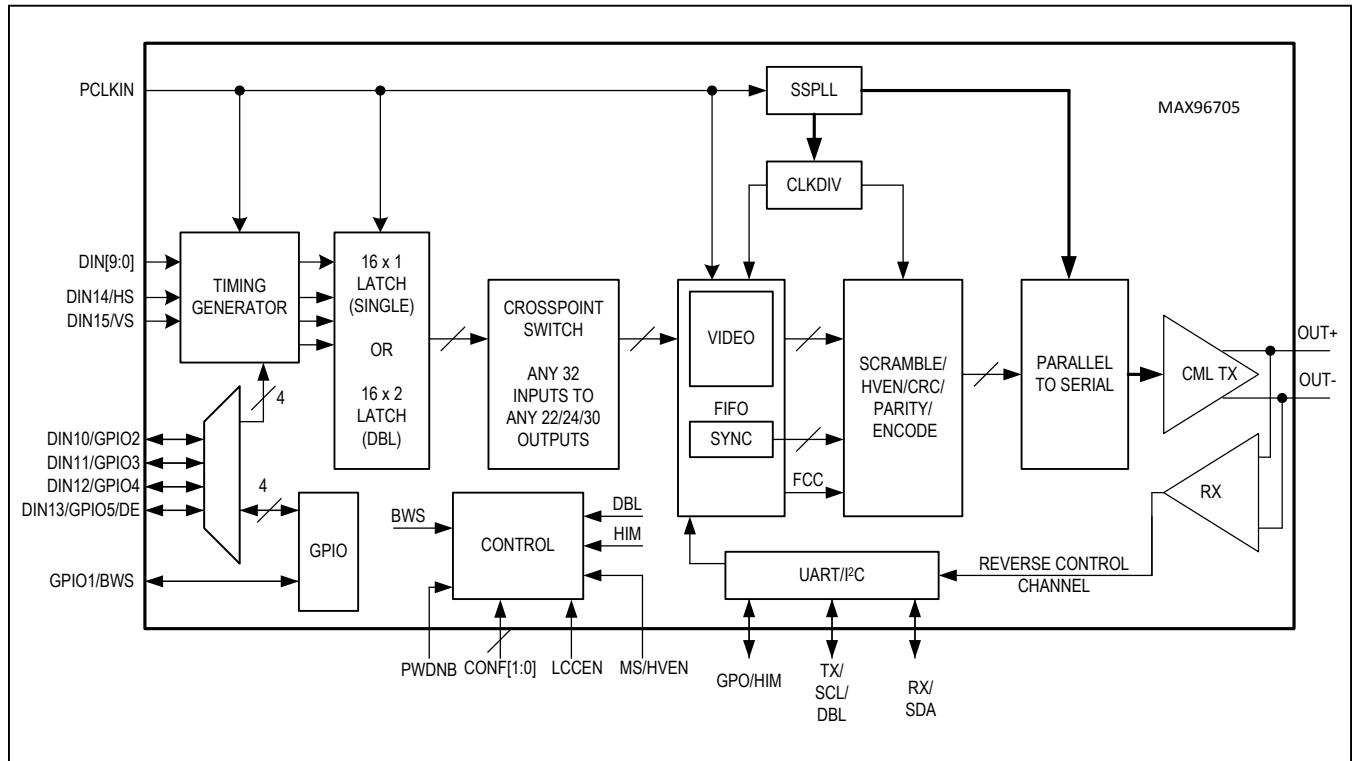 PCLKIN
SSPLL
MAX96705
CLKDIV
DIN[9:0]
DIN14/HS
DIN15/VS
TIMING
GENERATOR
16 x 1
LATCH
(SINGLE)
OR
16 x 2
LATCH
(DBL)
CROSSPOINT
SWITCH
ANY 32
INPUTS TO
ANY 22/24/30
OUTPUTS
VIDEO
FIFO
SYNC
FCC
SCRAMBLE/
HVEN/CRC/
PARITY/
ENCODE
PARALLEL
TO SERIAL
CML TX
OUT+
OUT-
RX
4
DIN10/GPIO2
DIN11/GPIO3
DIN12/GPIO4
DIN13/GPIO5/DE
4
GPIO
GPIO1/BWS
BWS
CONTROL
DBL
HIM
UART/I²C
REVERSE CONTROL
CHANNEL
PWDNB
CONF[1:0]
LCCEN
MS/HVEN
GPO/HIM
TX/
SCL/
DBL
RX/
SDA